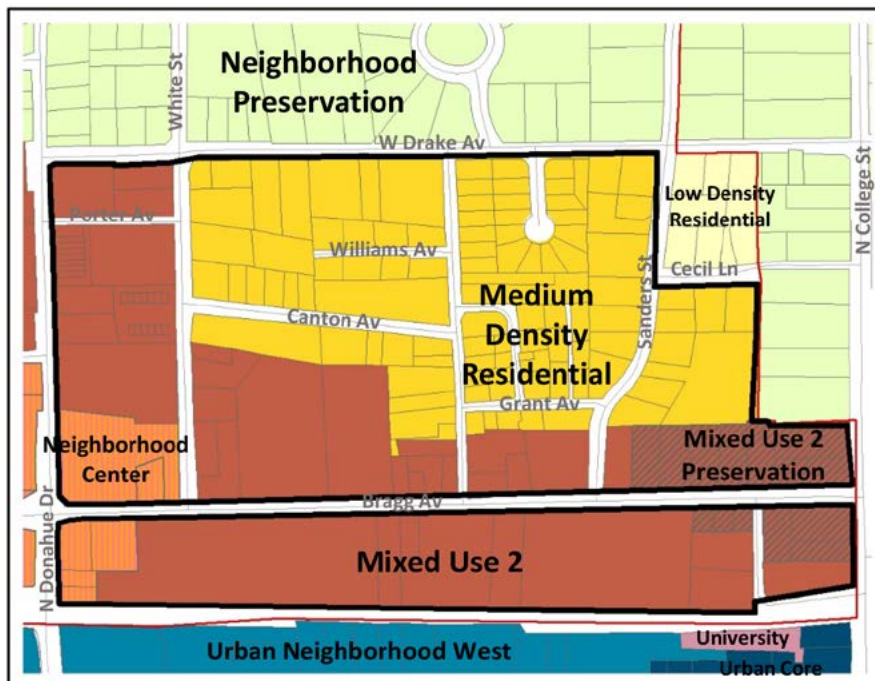 Neighborhood
Preservation
White St
W Drake Av
N College St
Low Density
Residential
Porter Av
Williams Av
Cecil Ln
Sanders St
Medium
Density
Residential
Canton Av
Grant Av
Neighborhood
Center
Mixed Use 2
Preservation
Bragg Av
N Donahue Dr
Mixed Use 2
University
Urban Neighborhood West
Urban Core